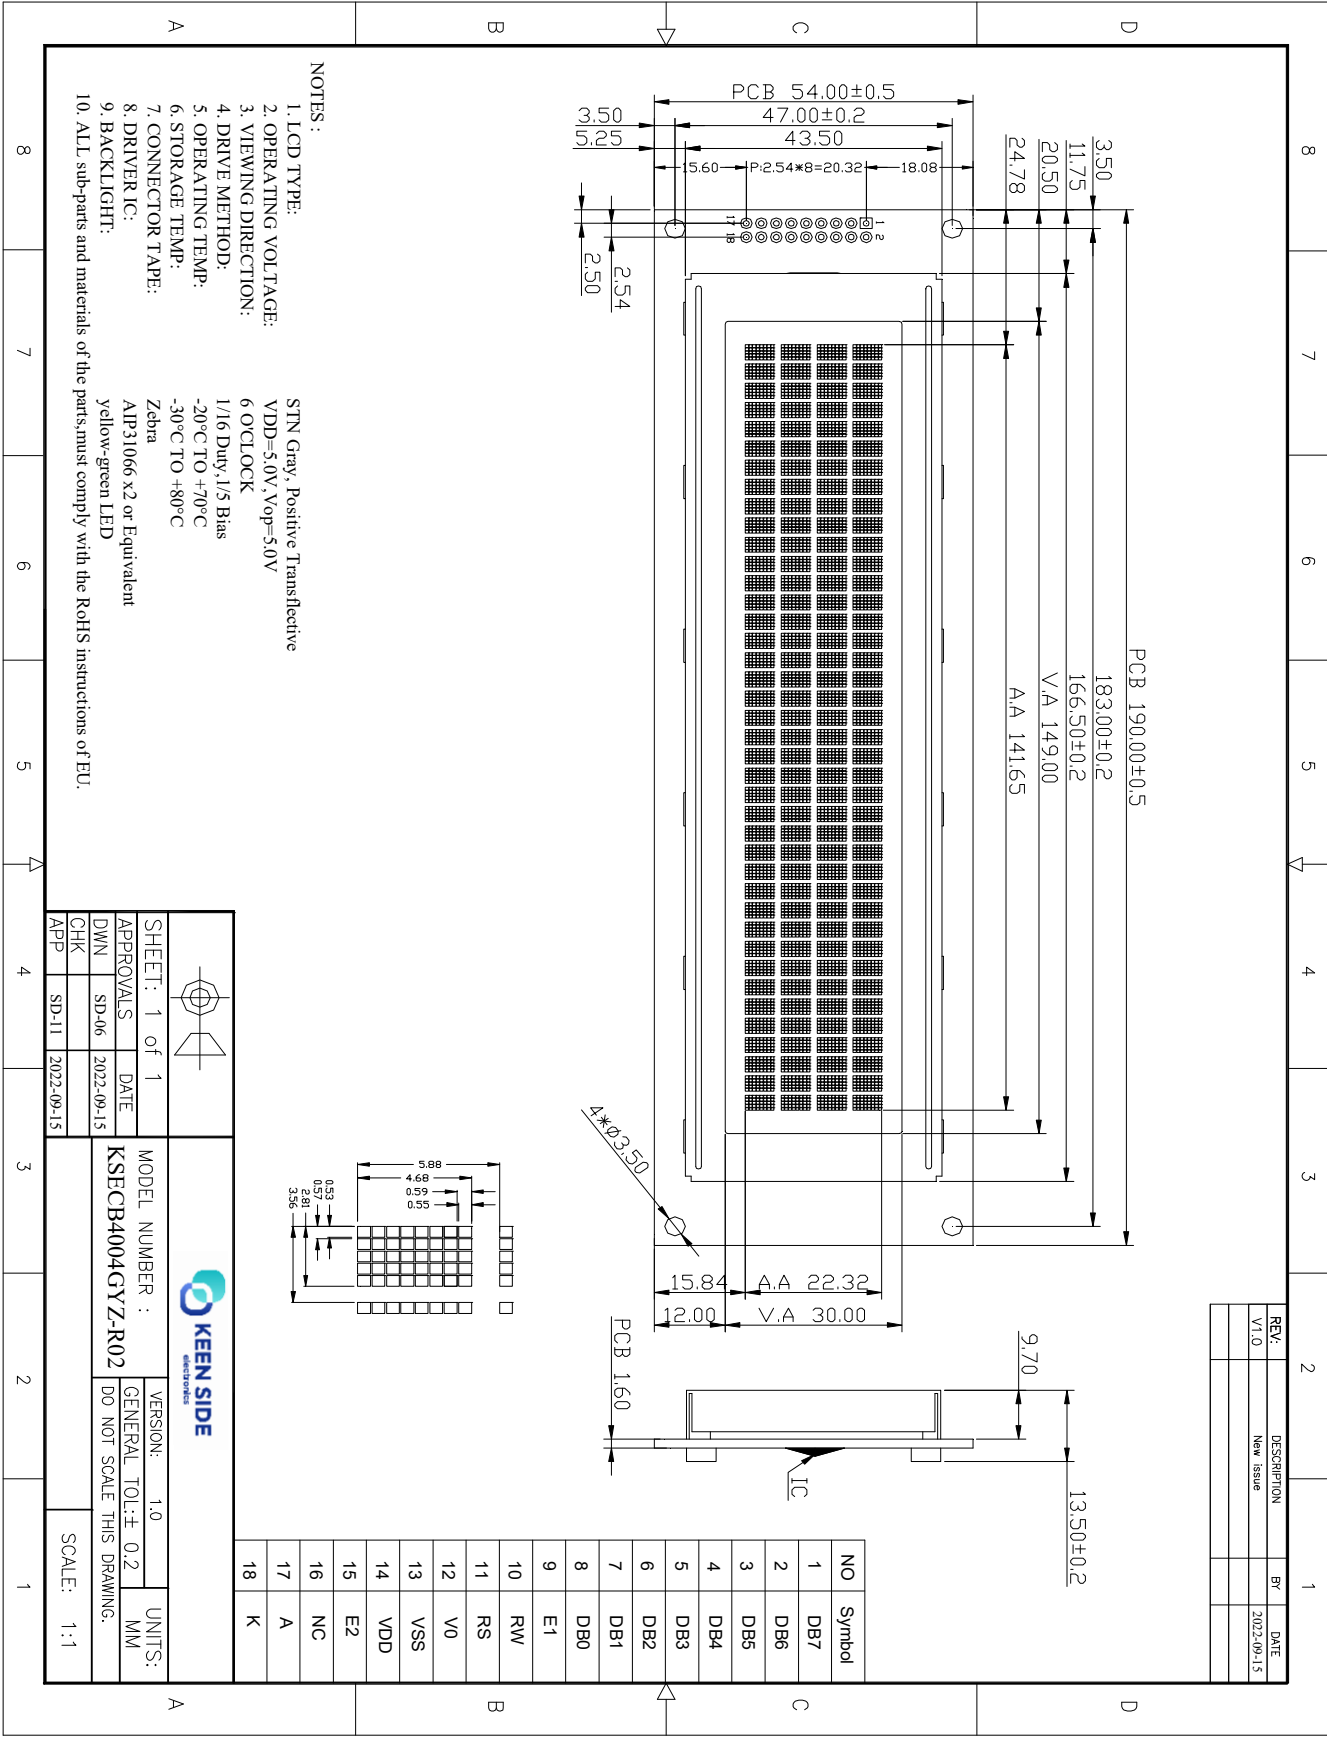 8
7
6
5
4
3
2
1
D
C
B
A
REV:
DESCRIPTION
BY
DATE
V1.0
New issue
2022-09-15
PCB 190.00±0.5
183.00±0.2
166.50±0.2
V.A 149.00
A.A 141.65
3.50
11.75
20.50
24.78
PCB 54.00±0.5
47.00±0.2
43.50
15.60
P:2.54*8=20.32
18.08
3.50
5.25
1
2
17
18
2.54
2.50
4*Ø3.50
15.84
A.A 22.32
12.00
V.A 30.00
9.70
13.50±0.2
PCB 1.60
IC
5.88
4.68
0.59
0.55
0.53
0.57
2.81
3.56
NO Symbol
1 DB7
2 DB6
3 DB5
4 DB4
5 DB3
6 DB2
7 DB1
8 DB0
9 E1
10 RW
11 RS
12 V0
13 VSS
14 VDD
15 E2
16 NC
17 A
18 K
NOTES :
1. LCD TYPE: STN Gray, Positive Transflective
2. OPERATING VOLTAGE: VDD=5.0V,Vop=5.0V
3. VIEWING DIRECTION: 6 O'CLOCK
4. DRIVE METHOD: 1/16 Duty,1/5 Bias
5. OPERATING TEMP: -20°C TO +70°C
6. STORAGE TEMP: -30°C TO +80°C
7. CONNECTOR TAPE: Zebra
8. DRIVER IC: AIP31066 x2 or Equivalent
9. BACKLIGHT: yellow-green LED
10. ALL sub-parts and materials of the parts,must comply with the RoHS instructions of EU.
SHEET: 1 of 1
APPROVALS DATE
DWN SD-06 2022-09-15
CHK
APP SD-11 2022-09-15
KEEN SIDE
electronics
MODEL NUMBER :
KSECB4004GYZ-R02
VERSION: 1.0
GENERAL TOL:± 0.2
DO NOT SCALE THIS DRAWING.
UNITS:
MM
SCALE: 1:1
8
7
6
5
4
3
2
1
D
C
B
A